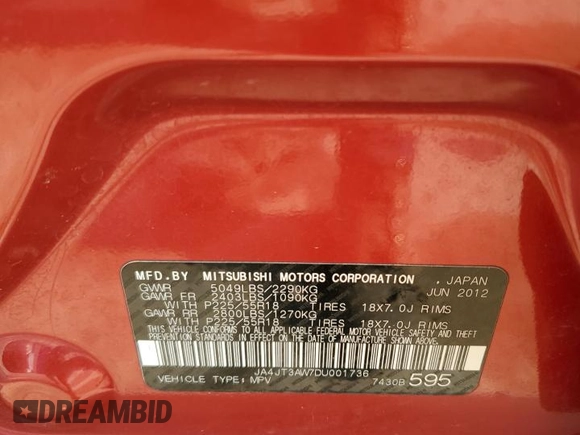 MFD.BY MITSUBISHI MOTORS CORPORATION , JAPAN
GVWR 5049LBS/2290KG JUN 2012
GAWR FR 2403LBS/1090KG
WITH P225/55R18 TIRES 18X7.0J RIMS
GAWR RR 2800LBS/1270KG
WITH P225/55R18 TIRES 18X7.0J RIMS
THIS VEHICLE CONFORMS TO ALL APPLICABLE FEDERAL MOTOR VEHICLE SAFETY AND THEFT
PREVENTION STANDARDS IN EFFECT ON THE DATE OF MANUFACTURE SHOWN ABOVE.
JA4JT3AW7DU001736
VEHICLE TYPE: MPV 7430B 595
DREAMBID